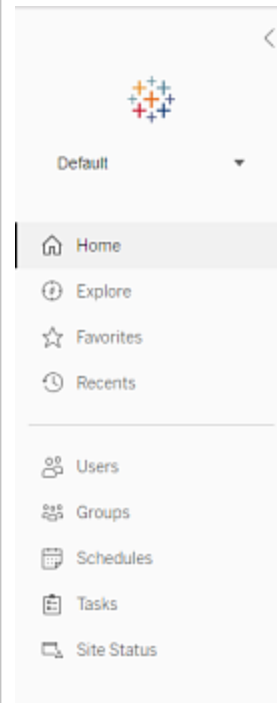 Default
Home
Explore
Favorites
Recents
Users
Groups
Schedules
Tasks
Site Status